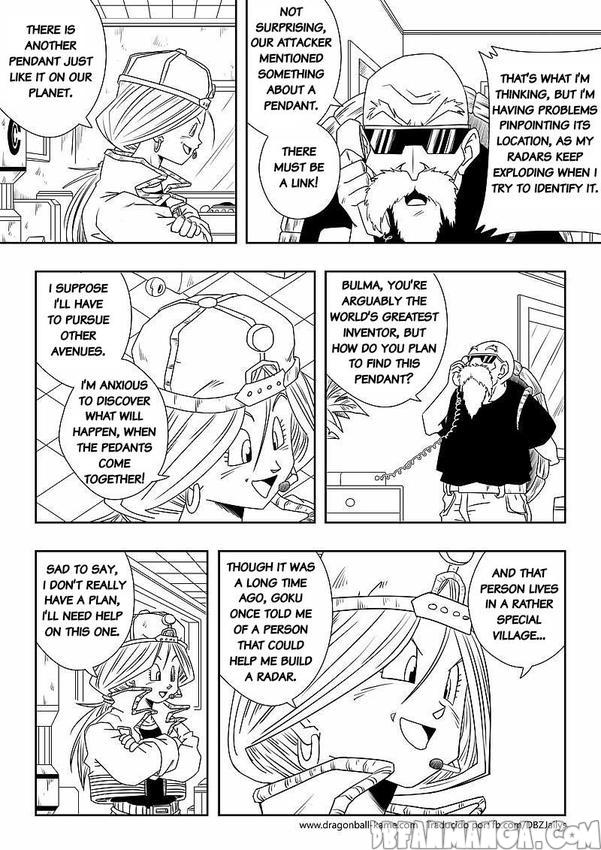 THERE IS
ANOTHER
PENDANT JUST
LIKE IT ON OUR
PLANET.
NOT
SURPRISING,
OUR ATTACKER
MENTIONED
SOMETHING
ABOUT A
PENDANT.
THERE
MUST BE
A LINK!
THAT'S WHAT I'M
THINKING, BUT I'M
HAVING PROBLEMS
PINPOINTING ITS
LOCATION, AS MY
RADARS KEEP
EXPLODING WHEN I
TRY TO IDENTIFY IT.
I SUPPOSE
I'LL HAVE
TO PURSUE
OTHER
AVENUES.
I'M ANXIOUS
TO DISCOVER
WHAT WILL
HAPPEN, WHEN
THE PEDANTS
COME
TOGETHER!
BULMA, YOU'RE
ARGUABLY THE
WORLD'S GREATEST
INVENTOR, BUT
HOW DO YOU PLAN
TO FIND THIS
PENDANT?
SAD TO SAY,
I DON'T REALLY
HAVE A PLAN,
I'LL NEED HELP
ON THIS ONE.
THOUGH IT WAS
A LONG TIME
AGO, GOKU
ONCE TOLD ME
OF A PERSON
THAT COULD
HELP ME BUILD
A RADAR.
AND THAT
PERSON LIVES
IN A RATHER
SPECIAL
VILLAGE...
www.dragonball-kame.com Traducido por: fb.com/DBZJallys
DBFANMANGA.COM